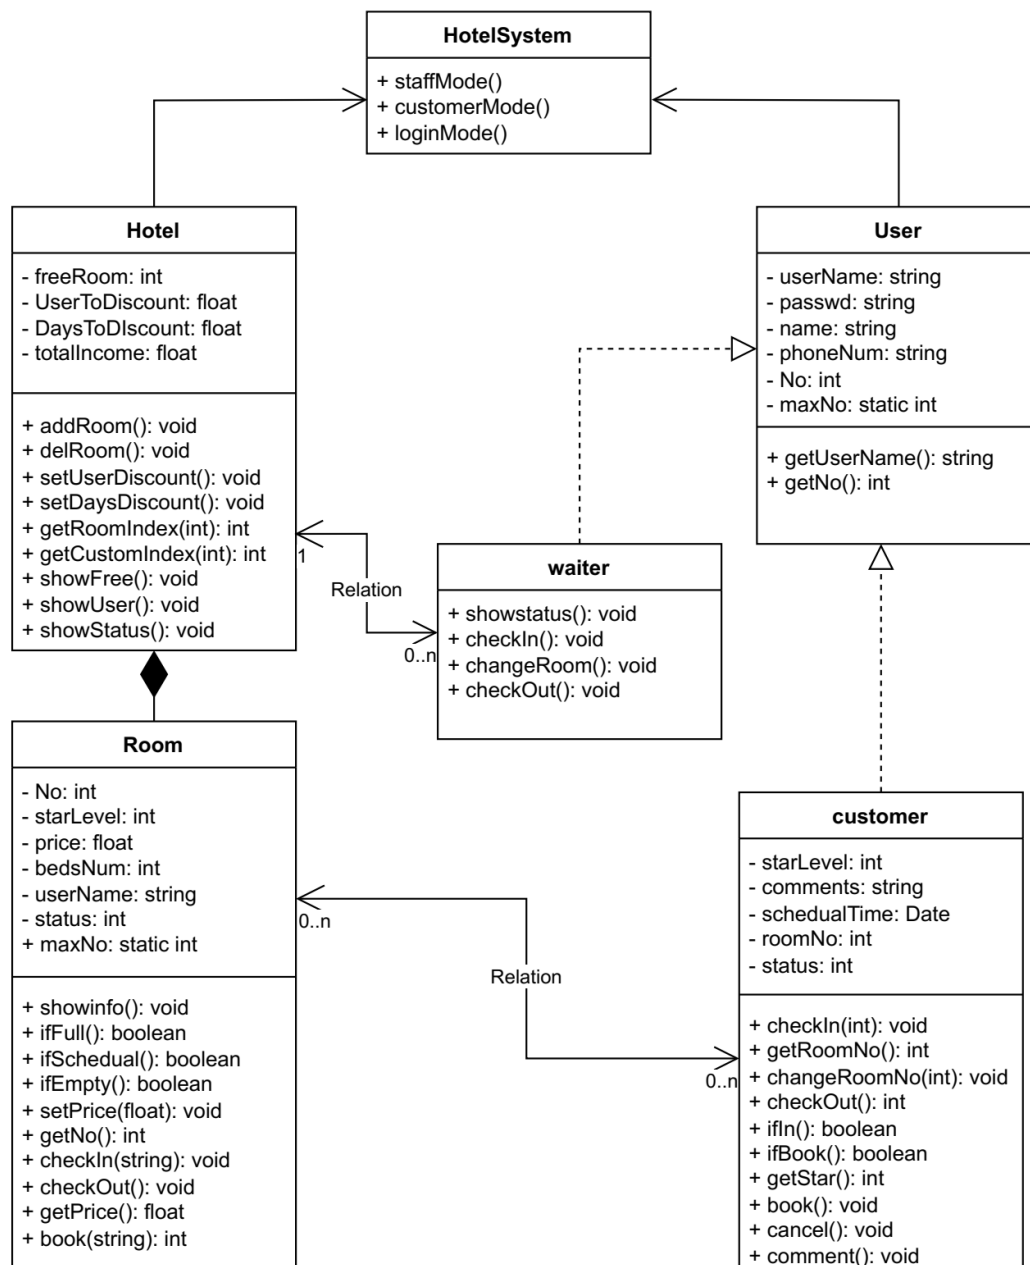 HotelSystem
+ staffMode()
+ customerMode()
+ loginMode()
Hotel
- freeRoom: int
- UserToDiscount: float
- DaysToDIscount: float
- totalIncome: float
+ addRoom(): void
+ delRoom(): void
+ setUserDiscount(): void
+ setDaysDiscount(): void
+ getRoomIndex(int): int
+ getCustomIndex(int): int
+ showFree(): void
+ showUser(): void
+ showStatus(): void
User
- userName: string
- passwd: string
- name: string
- phoneNum: string
- No: int
- maxNo: static int
+ getUserName(): string
+ getNo(): int
1
Relation
0..n
waiter
+ showstatus(): void
+ checkIn(): void
+ changeRoom(): void
+ checkOut(): void
Room
- No: int
- starLevel: int
- price: float
- bedsNum: int
- userName: string
- status: int
+ maxNo: static int
+ showinfo(): void
+ ifFull(): boolean
+ ifSchedual(): boolean
+ ifEmpty(): boolean
+ setPrice(float): void
+ getNo(): int
+ checkIn(string): void
+ checkOut(): void
+ getPrice(): float
+ book(string): int
0..n
Relation
0..n
customer
- starLevel: int
- comments: string
- schedualTime: Date
- roomNo: int
- status: int
+ checkIn(int): void
+ getRoomNo(): int
+ changeRoomNo(int): void
+ checkOut(): int
+ ifIn(): boolean
+ ifBook(): boolean
+ getStar(): int
+ book(): void
+ cancel(): void
+ comment(): void